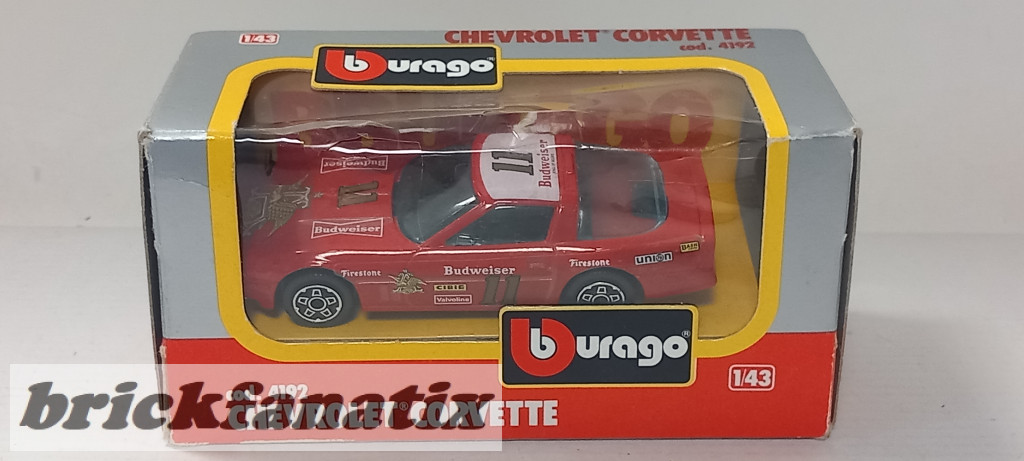 1/43
CHEVROLET® CORVETTE
cod. 4192
burago®
11
Budweiser
Budweiser
11
Budweiser
Firestone
Budweiser
Firestone
union
CIBIE
Valvoline
11
burago®
1/43
cod. 4192
CHEVROLET® CORVETTE
brickfanatix